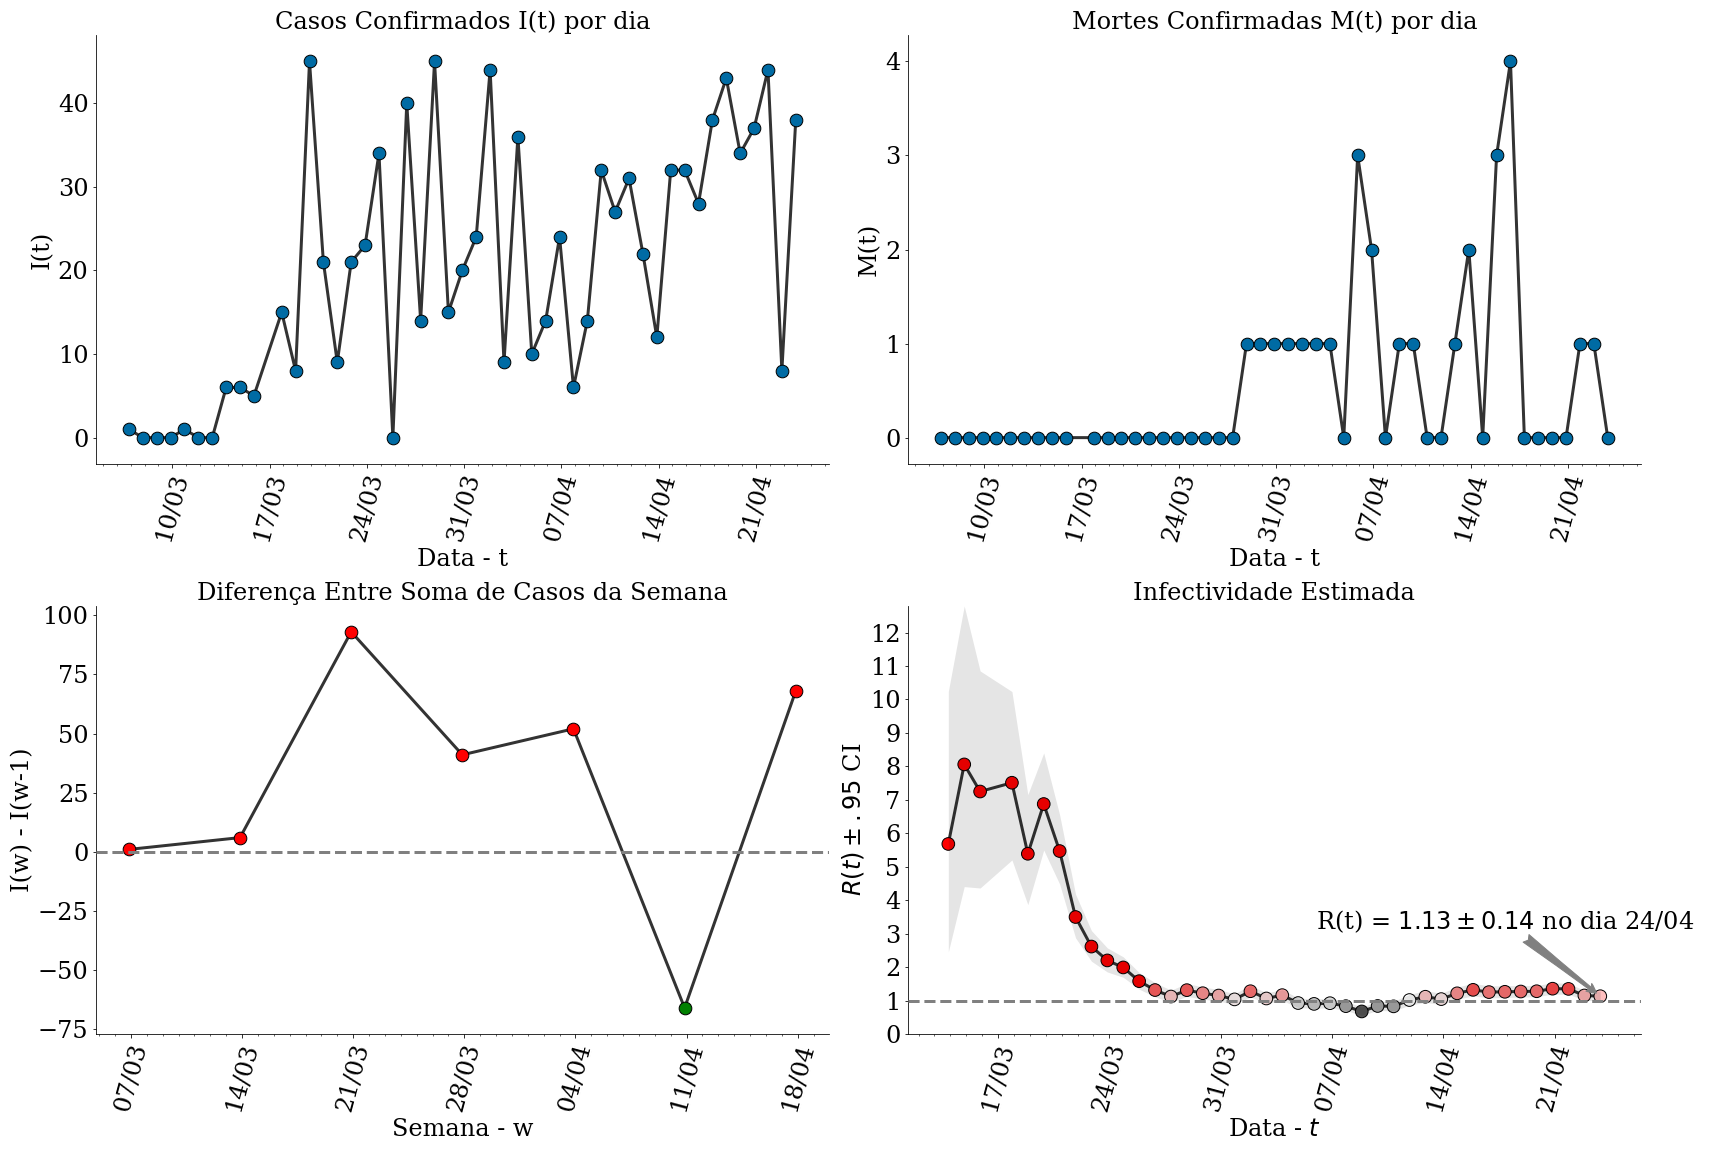 Casos Confirmados I(t) por dia
I(t)
40
30
20
10
0
10/03 17/03 24/03 31/03 07/04 14/04 21/04
Data - t
Mortes Confirmadas M(t) por dia
M(t)
4
3
2
1
0
10/03 17/03 24/03 31/03 07/04 14/04 21/04
Data - t
Diferença Entre Soma de Casos da Semana
I(w) - I(w-1)
100
75
50
25
0
−25
−50
−75
07/03 14/03 21/03 28/03 04/04 11/04 18/04
Semana - w
Infectividade Estimada
R(t) ± .95 CI
12
11
10
9
8
7
6
5
4
3
2
1
0
R(t) = 1.13 ± 0.14 no dia 24/04
17/03 24/03 31/03 07/04 14/04 21/04
Data - t